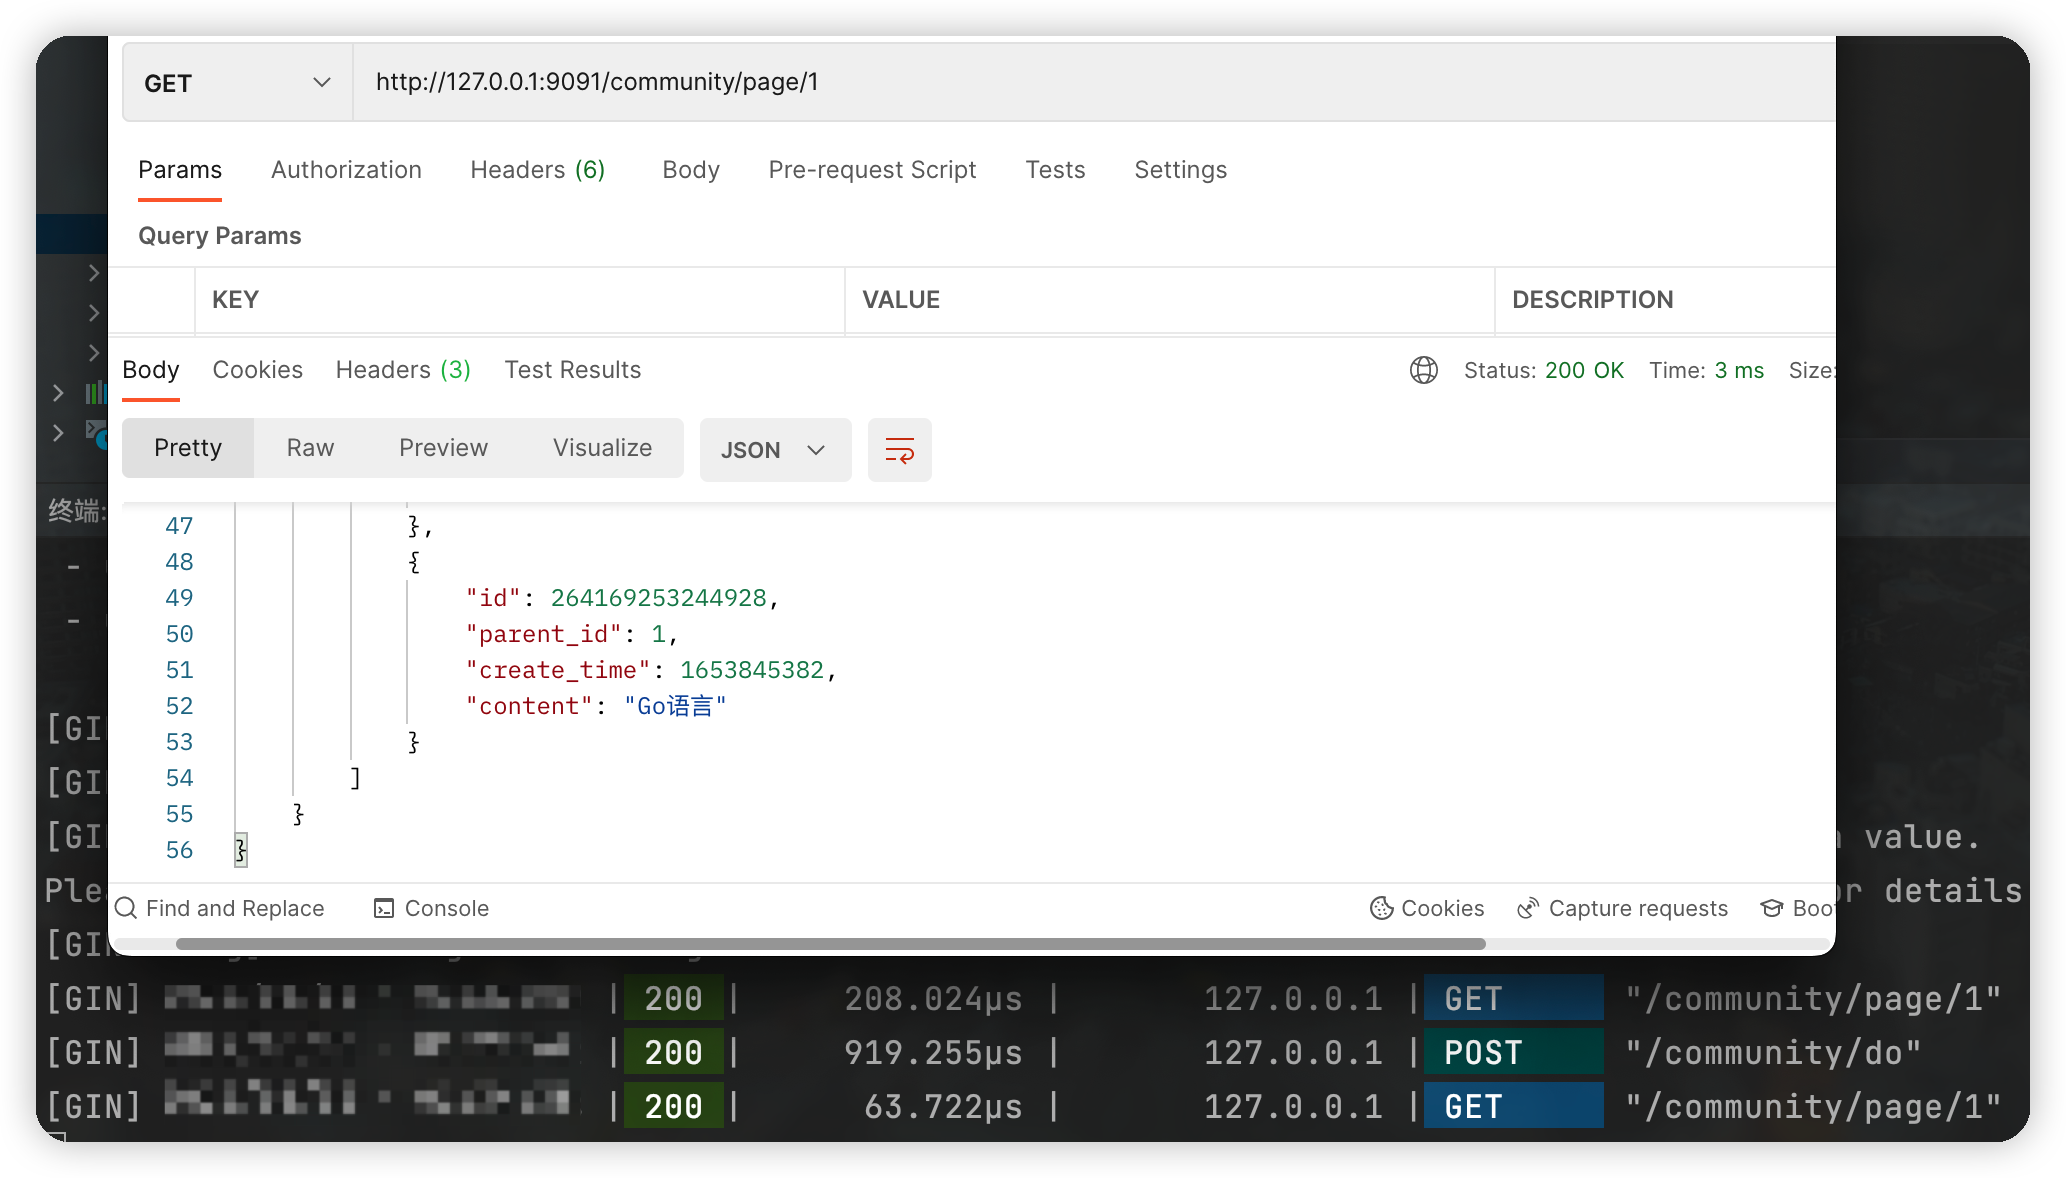 GET
http://127.0.0.1:9091/community/page/1
Params Authorization Headers (6) Body Pre-request Script Tests Settings
Query Params
KEY VALUE DESCRIPTION
Body Cookies Headers (3) Test Results Status: 200 OK Time: 3 ms Size:
Pretty Raw Preview Visualize JSON
终端:
47 },
48 {
49 "id": 264169253244928,
50 "parent_id": 1,
51 "create_time": 1653845382,
52 "content": "Go语言"
53 }
54 ]
55 }
56 }
[GI
[GI
[GI value.
Ple details
Find and Replace Console Cookies Capture requests Boo
[GI
[GIN] | 200 | 208.024µs | 127.0.0.1 | GET "/community/page/1"
[GIN] | 200 | 919.255µs | 127.0.0.1 | POST "/community/do"
[GIN] | 200 | 63.722µs | 127.0.0.1 | GET "/community/page/1"